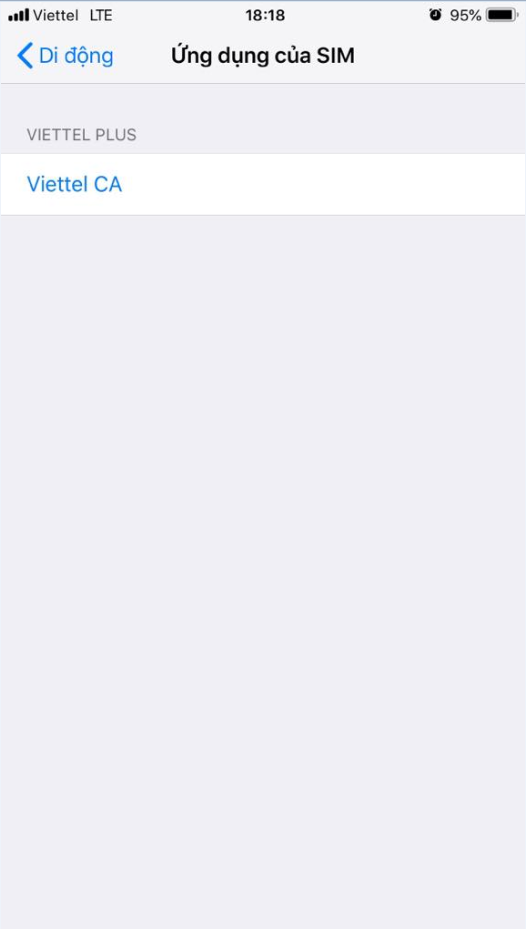 Viettel LTE 18:18 95%
Di động Ứng dụng của SIM
VIETTEL PLUS
Viettel CA